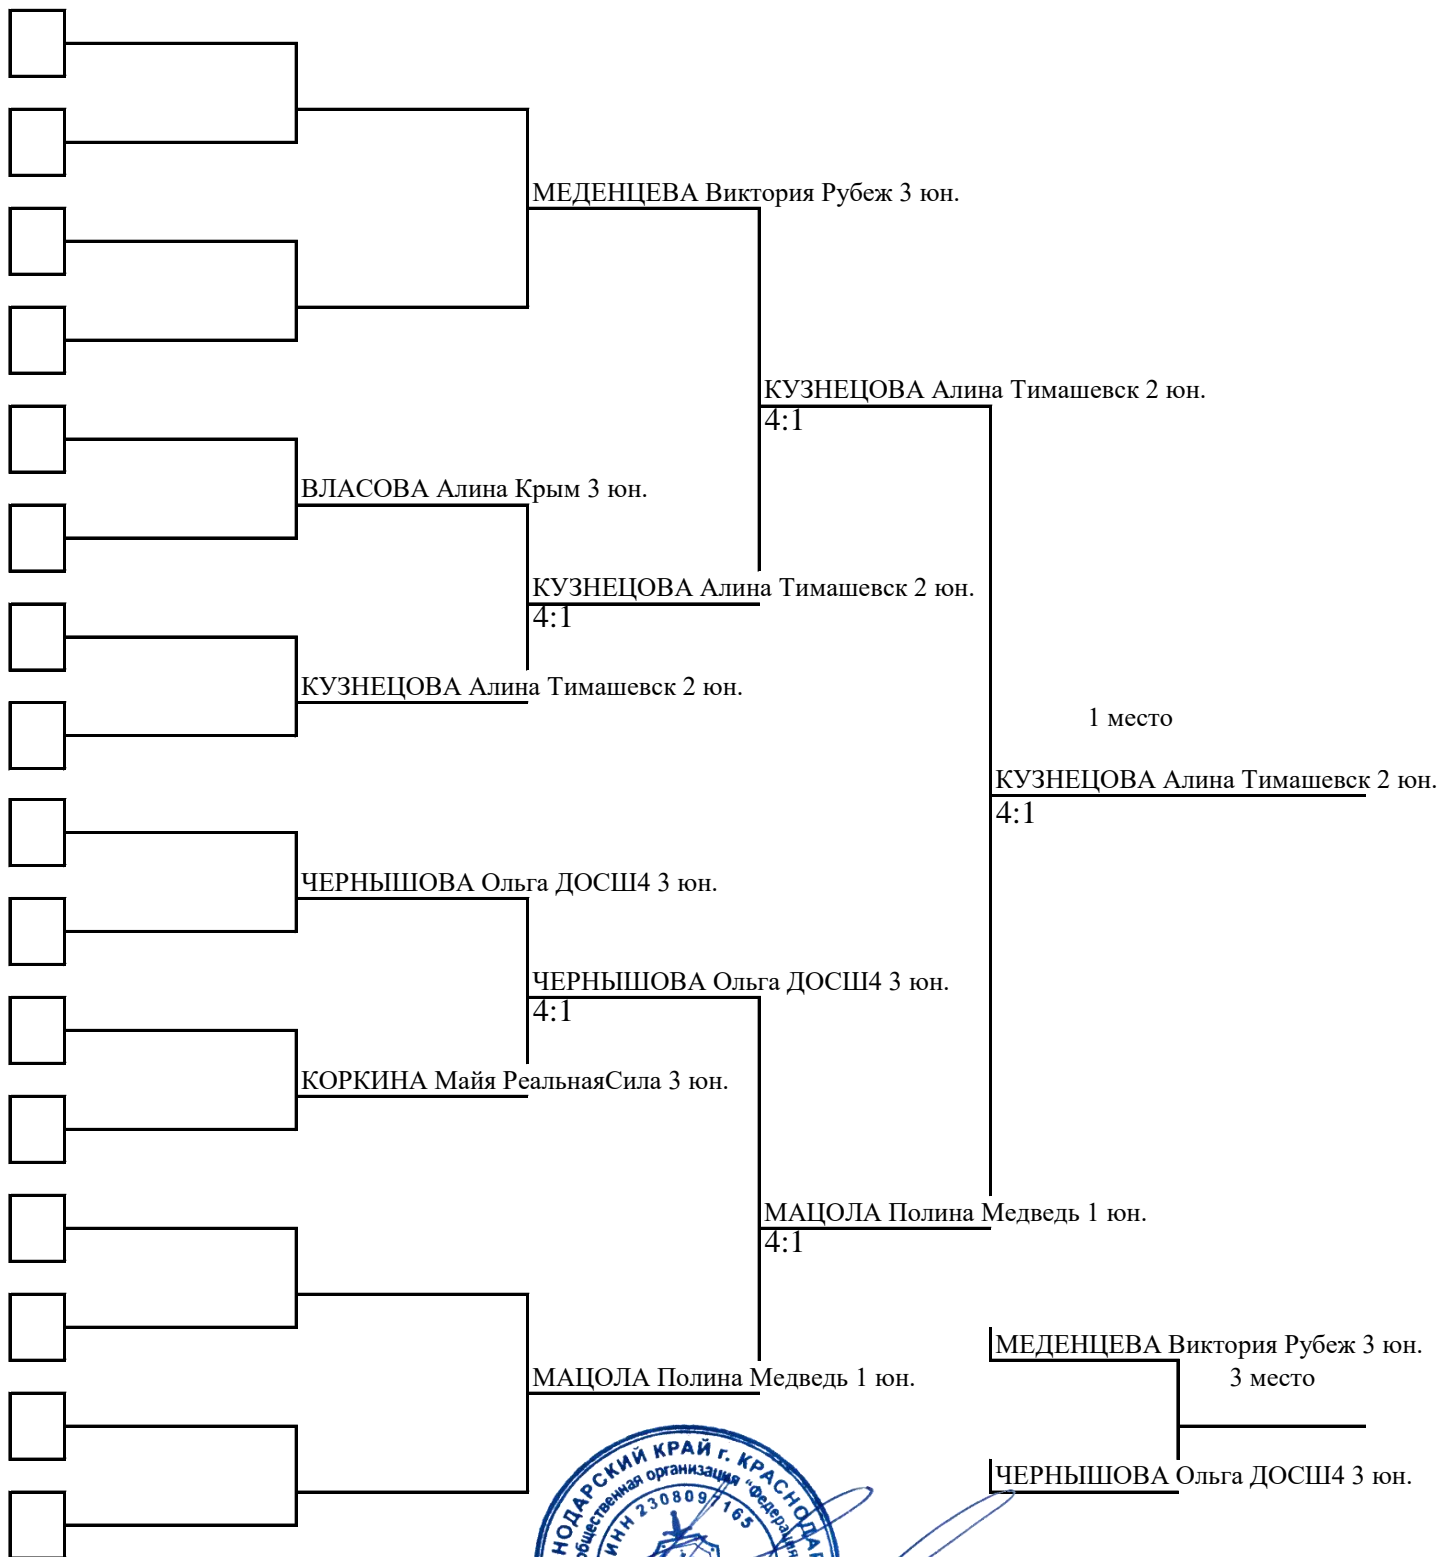 МЕДЕНЦЕВА Виктория Рубеж 3 юн.
КУЗНЕЦОВА Алина Тимашевск 2 юн.
4:1
ВЛАСОВА Алина Крым 3 юн.
КУЗНЕЦОВА Алина Тимашевск 2 юн.
4:1
КУЗНЕЦОВА Алина Тимашевск 2 юн.
1 место
КУЗНЕЦОВА Алина Тимашевск 2 юн.
4:1
ЧЕРНЫШОВА Ольга ДОСШ4 3 юн.
ЧЕРНЫШОВА Ольга ДОСШ4 3 юн.
4:1
КОРКИНА Майя РеальнаяСила 3 юн.
МАЦОЛА Полина Медведь 1 юн.
4:1
МЕДЕНЦЕВА Виктория Рубеж 3 юн.
3 место
МАЦОЛА Полина Медведь 1 юн.
ЧЕРНЫШОВА Ольга ДОСШ4 3 юн.
КРАЙ г.
организация
ИНН 2308097165